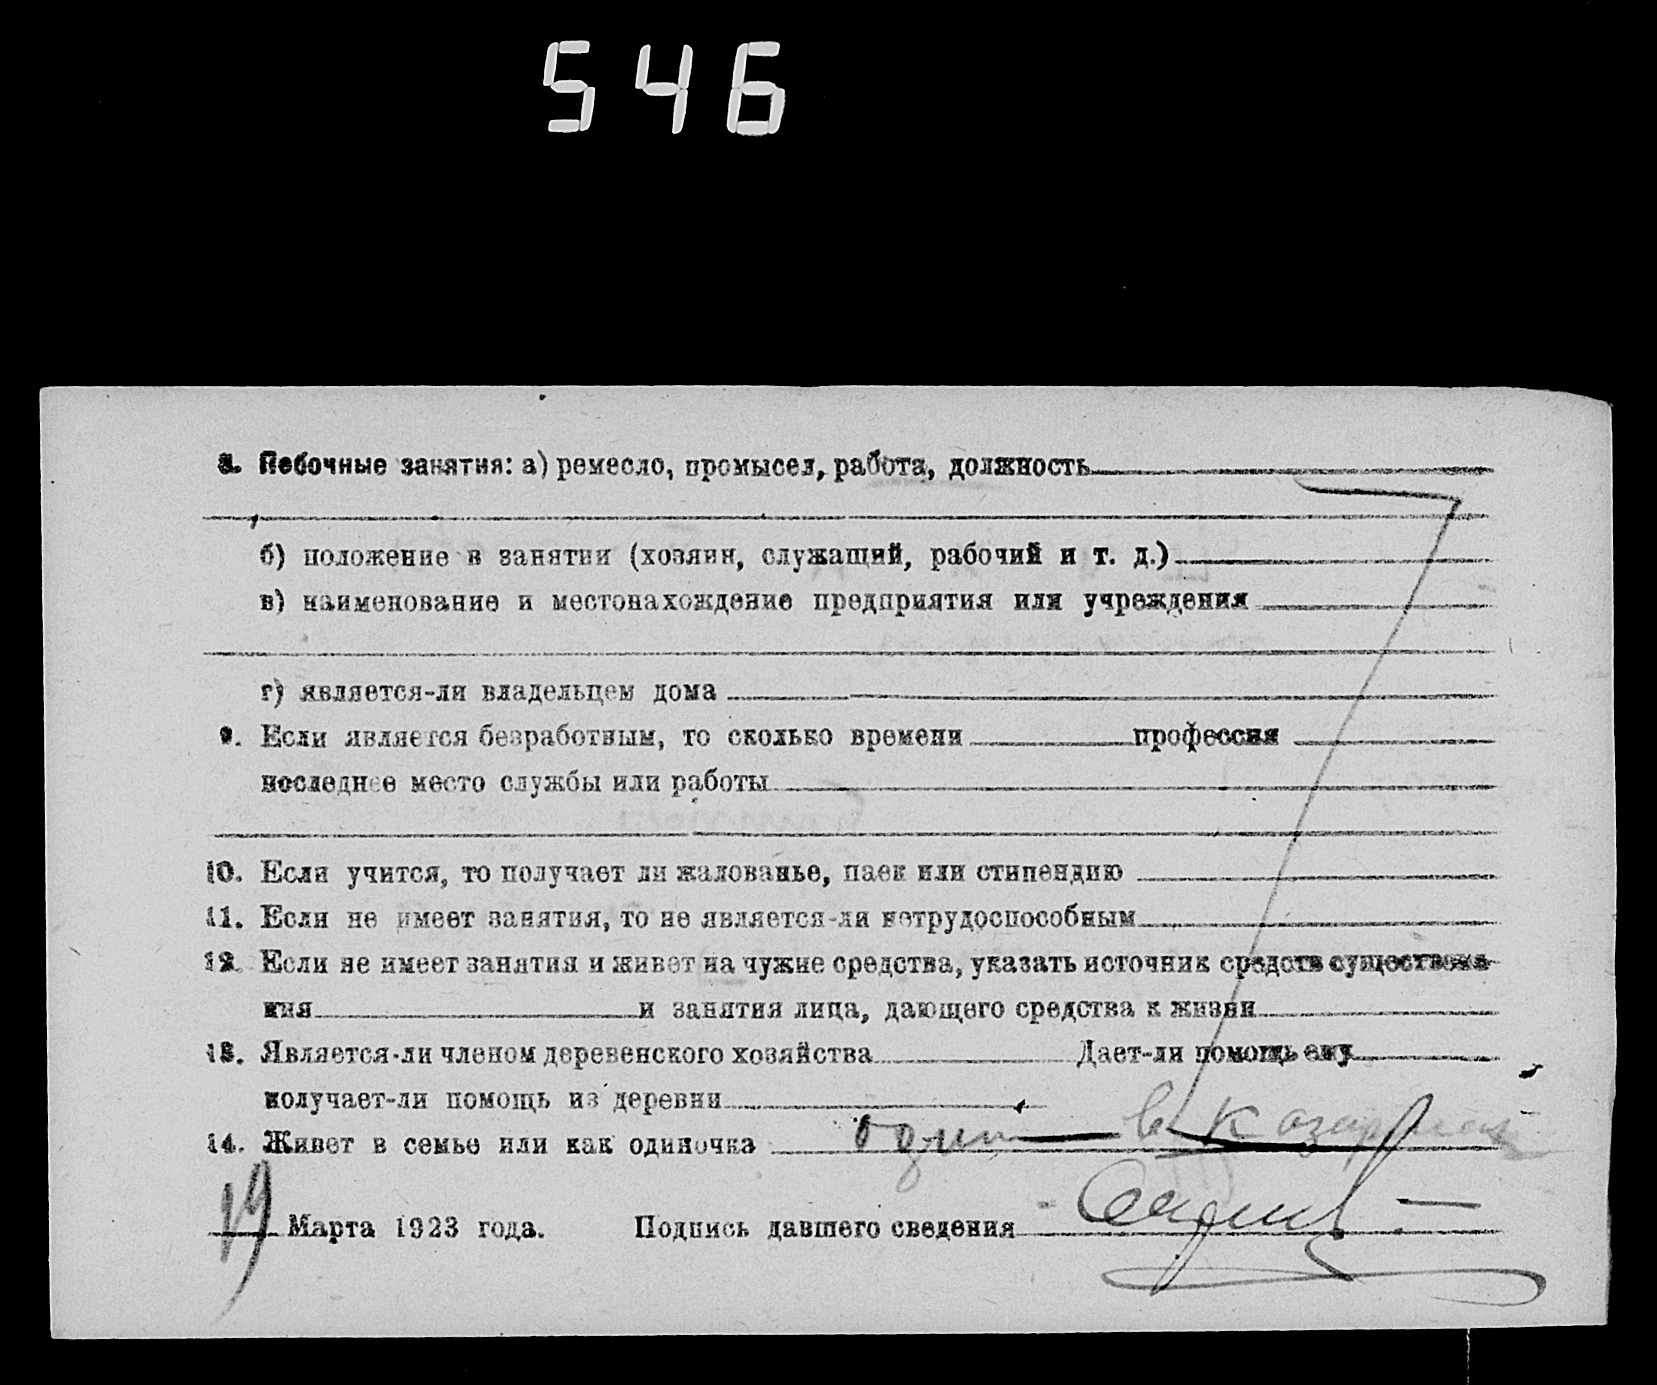 546
8. Побочные занятия: а) ремесло, промысел, работа, должность
б) положение в занятии (хозяин, служащий, рабочий и т. д.)
в) наименование и местонахождение предприятия или учреждения
г) является-ли владельцем дома
9. Если является безработным, то сколько времени профессия
последнее место службы или работы
10. Если учится, то получает ли жалованье, паек или стипендию
11. Если не имеет занятия, то не является-ли нетрудоспособным
12. Если не имеет занятия и живет на чужие средства, указать источник средств существова-
ния и занятия лица, дающего средства к жизни
13. Является-ли членом деревенского хозяйства Дает-ли помощь ему
получает-ли помощь из деревни
14. Живет в семье или как одиночка один — в казармах
19 Марта 1923 года. Подпись давшего сведения